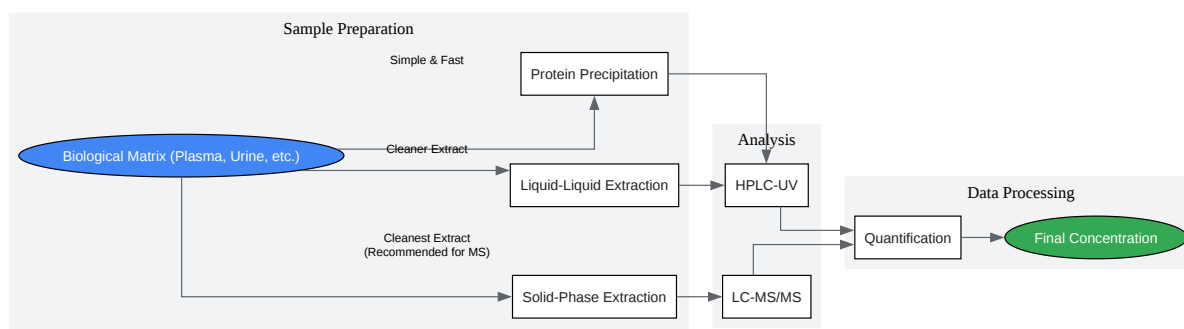 Sample Preparation
Simple & Fast
Protein Precipitation
Biological Matrix (Plasma, Urine, etc.)
Cleaner Extract
Liquid-Liquid Extraction
Cleanest Extract
(Recommended for MS)
Solid-Phase Extraction
Analysis
HPLC-UV
LC-MS/MS
Data Processing
Quantification
Final Concentration